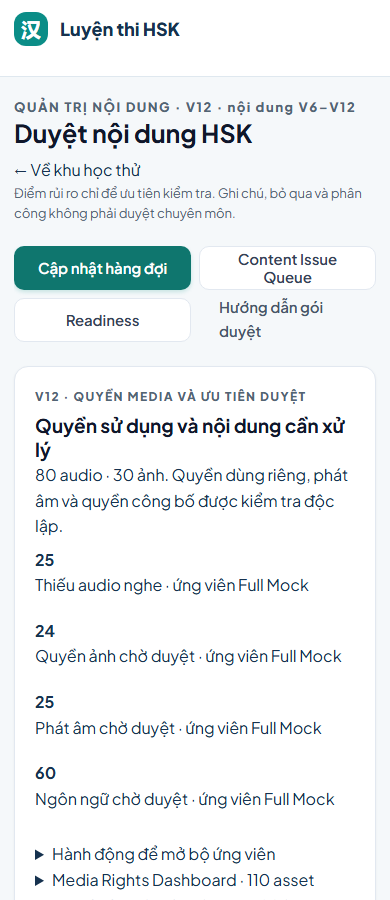 汉 Luyện thi HSK
QUẢN TRỊ NỘI DUNG · V12 · nội dung V6–V12
Duyệt nội dung HSK
← Về khu học thử
Điểm rủi ro chỉ để ưu tiên kiểm tra. Ghi chú, bỏ qua và phân
công không phải duyệt chuyên môn.
Cập nhật hàng đợi
Content Issue
Queue
Readiness
Hướng dẫn gói
duyệt
V12 · QUYỀN MEDIA VÀ ƯU TIÊN DUYỆT
Quyền sử dụng và nội dung cần xử
lý
80 audio · 30 ảnh. Quyền dùng riêng, phát
âm và quyền công bố được kiểm tra độc
lập.
25
Thiếu audio nghe · ứng viên Full Mock
24
Quyền ảnh chờ duyệt · ứng viên Full Mock
25
Phát âm chờ duyệt · ứng viên Full Mock
60
Ngôn ngữ chờ duyệt · ứng viên Full Mock
▶ Hành động để mở bộ ứng viên
▶ Media Rights Dashboard · 110 asset